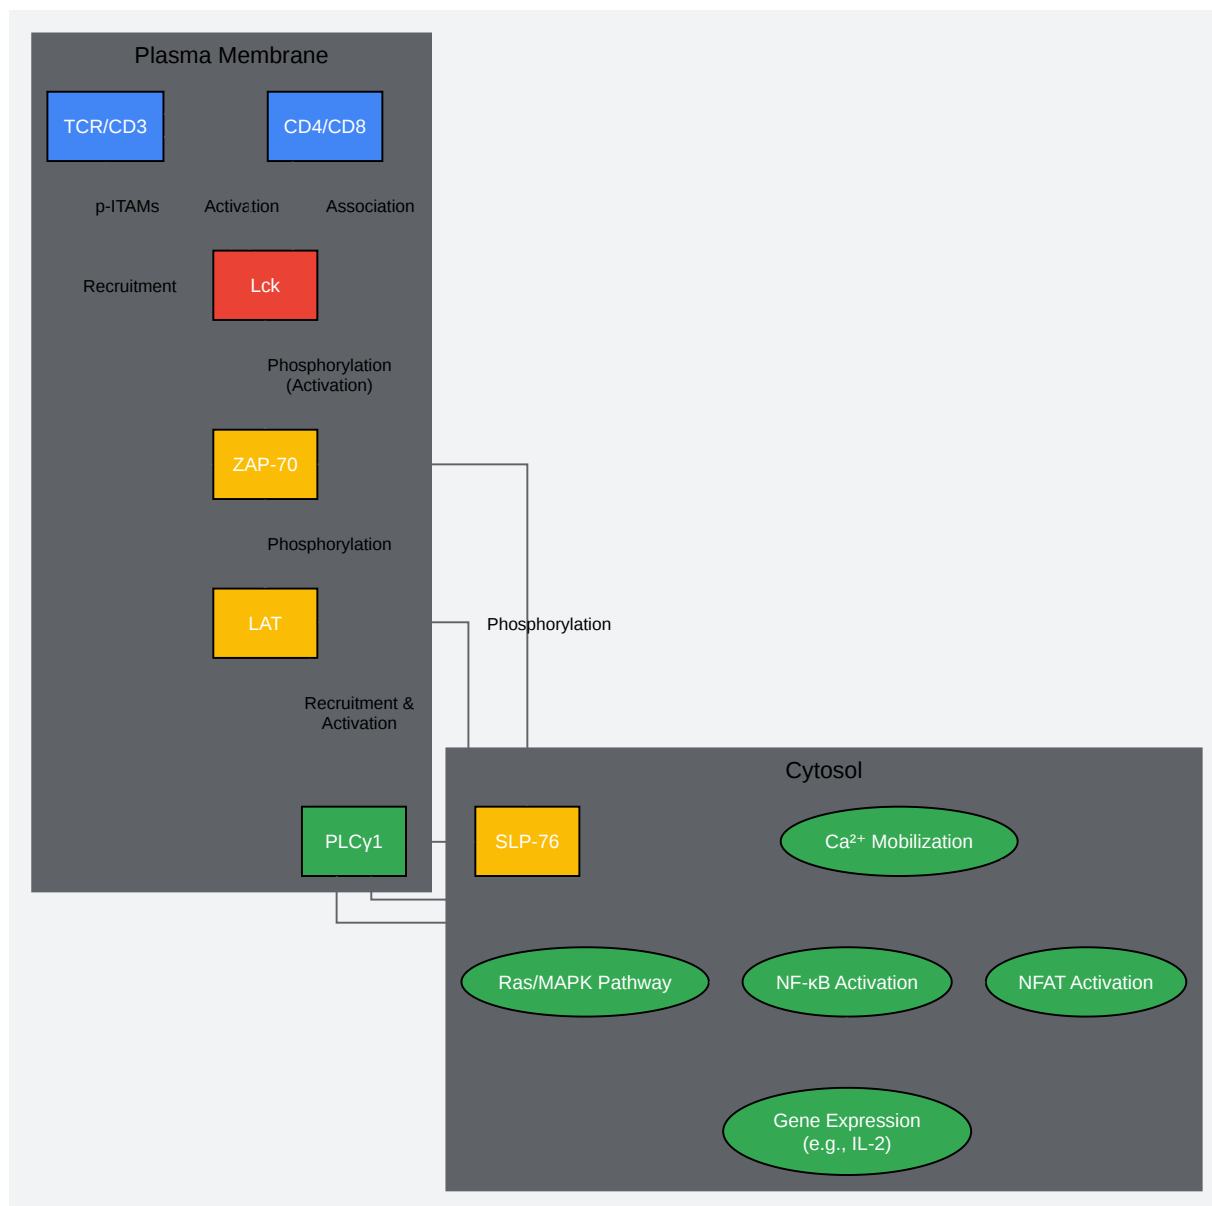 Plasma Membrane
TCR/CD3
CD4/CD8
p-ITAMs
Activation
Association
Recruitment
Lck
Phosphorylation
(Activation)
ZAP-70
Phosphorylation
LAT
Phosphorylation
Recruitment &
Activation
PLCγ1
Cytosol
SLP-76
Ca²⁺ Mobilization
Ras/MAPK Pathway
NF-κB Activation
NFAT Activation
Gene Expression
(e.g., IL-2)